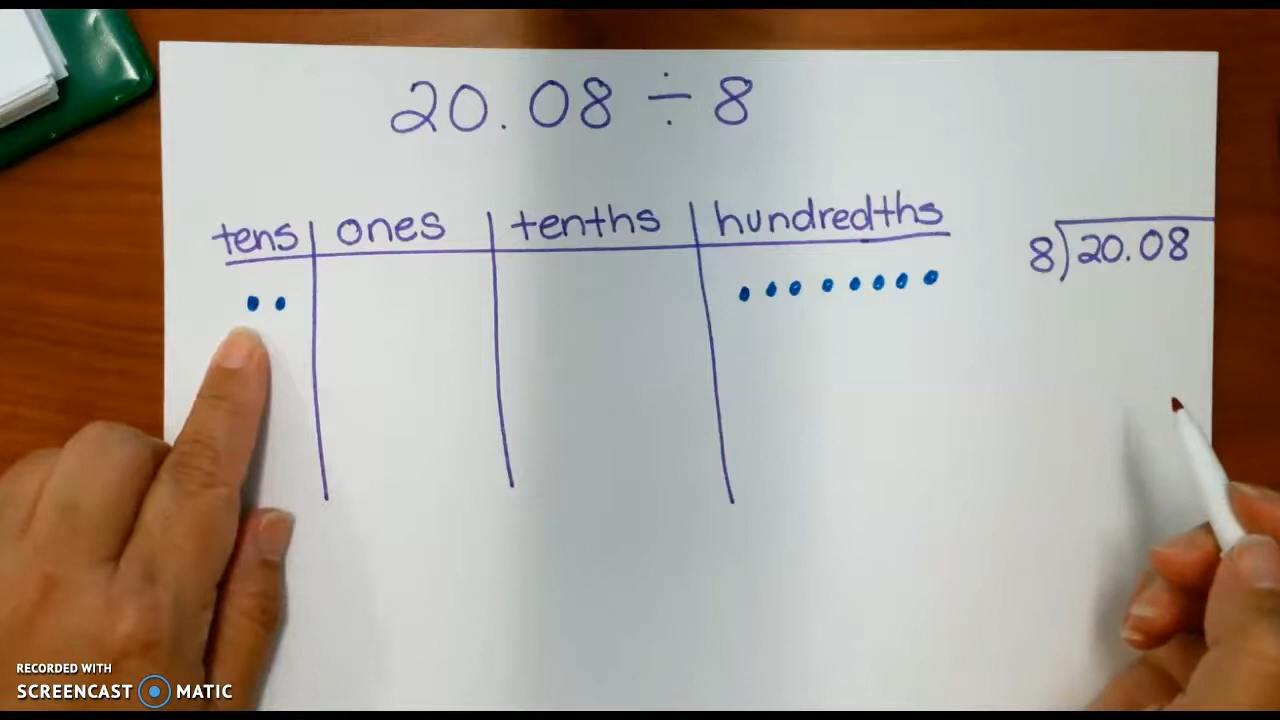 20.08 ÷ 8
tens ones tenths hundredths
8)20.08
RECORDED WITH
SCREENCAST MATIC